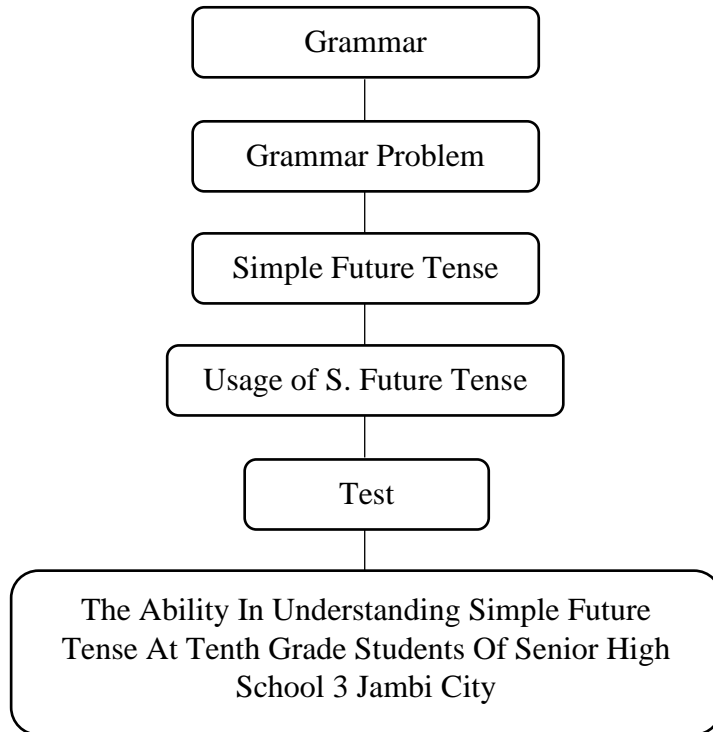 Grammar
Grammar Problem
Simple Future Tense
Usage of S. Future Tense
Test
The Ability In Understanding Simple Future
Tense At Tenth Grade Students Of Senior High
School 3 Jambi City